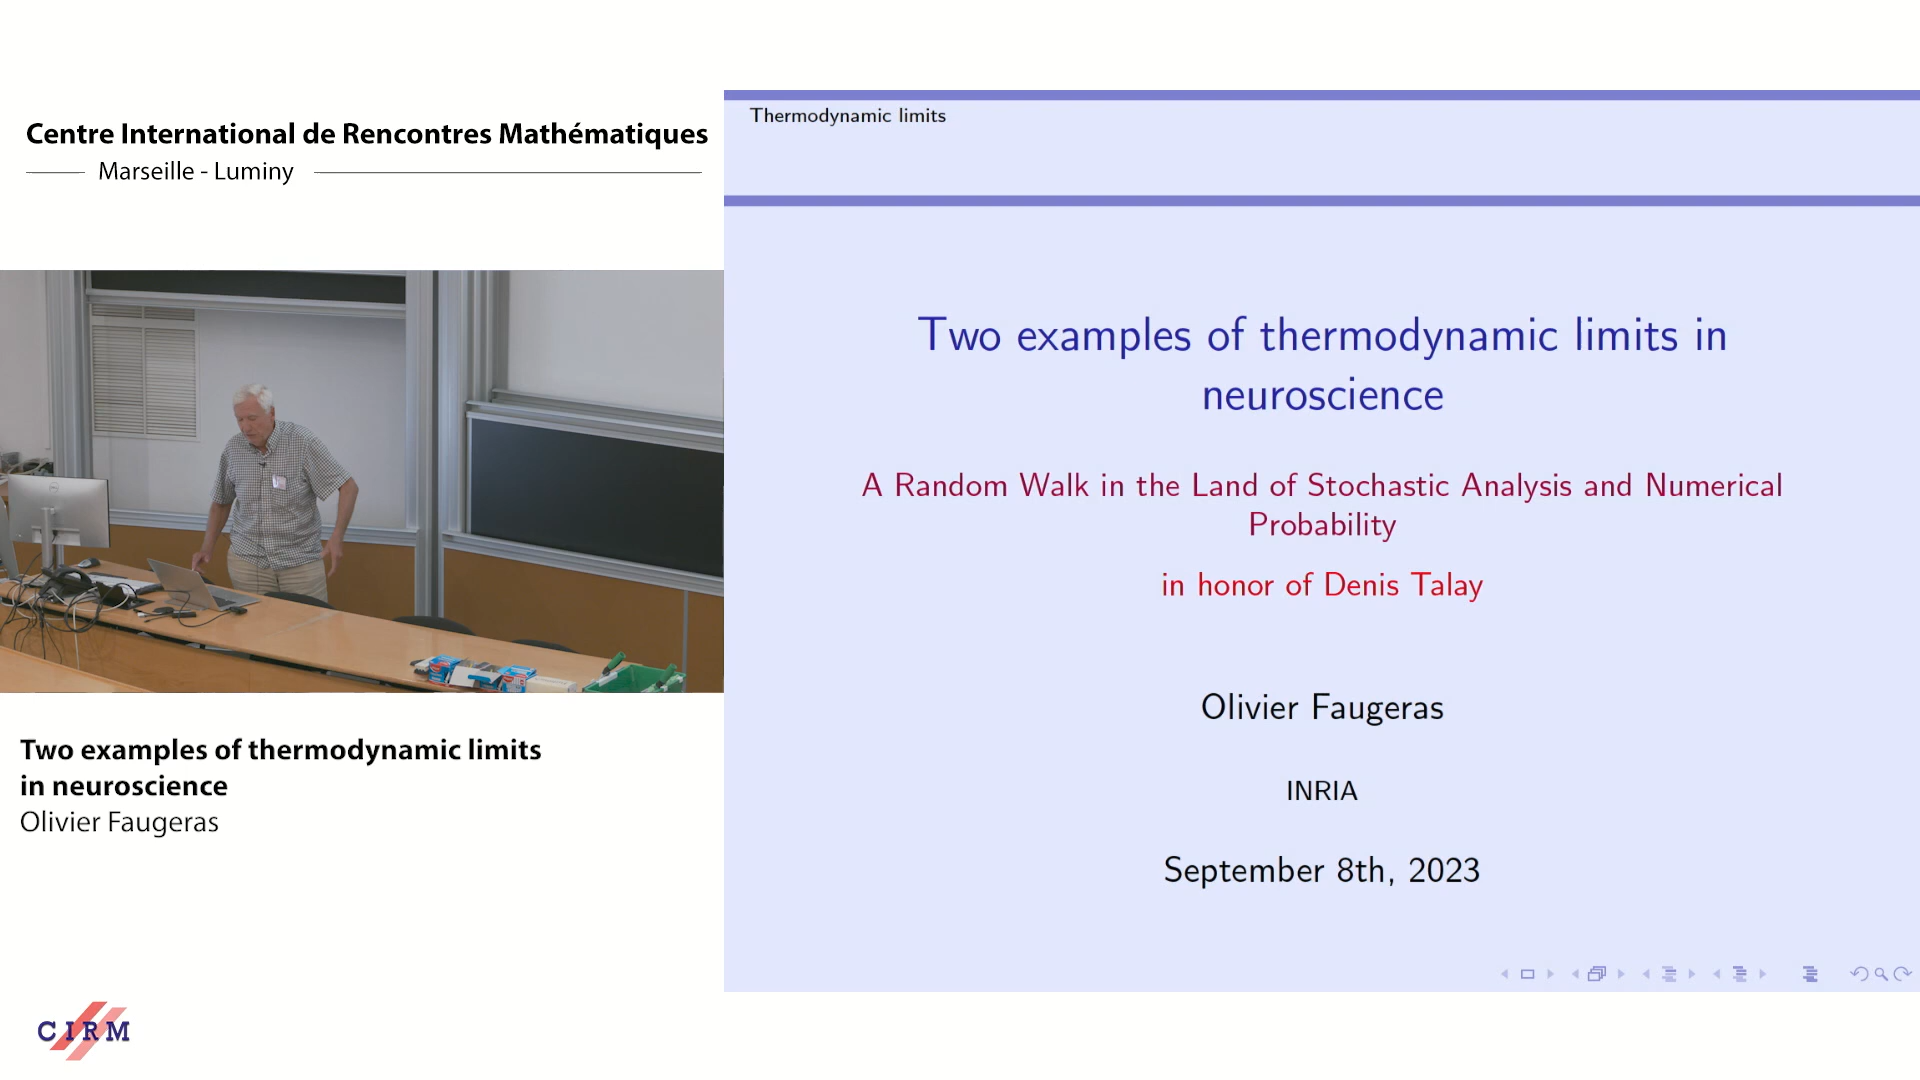 Centre International de Rencontres Mathématiques
Marseille - Luminy
Thermodynamic limits
Two examples of thermodynamic limits in
neuroscience
A Random Walk in the Land of Stochastic Analysis and Numerical
Probability
in honor of Denis Talay
Olivier Faugeras
INRIA
September 8th, 2023
Two examples of thermodynamic limits
in neuroscience
Olivier Faugeras
CIRM